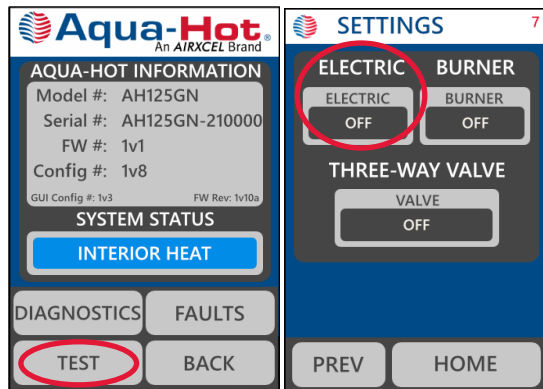 Aqua-Hot®
An AIRXCEL Brand
AQUA-HOT INFORMATION
Model #: AH125GN
Serial #: AH125GN-210000
FW #: 1v1
Config #: 1v8
GUI Config #: 1v3 FW Rev: 1v10a
SYSTEM STATUS
INTERIOR HEAT
DIAGNOSTICS FAULTS
TEST BACK
SETTINGS 7
ELECTRIC BURNER
ELECTRIC BURNER
OFF OFF
THREE-WAY VALVE
VALVE
OFF
PREV HOME